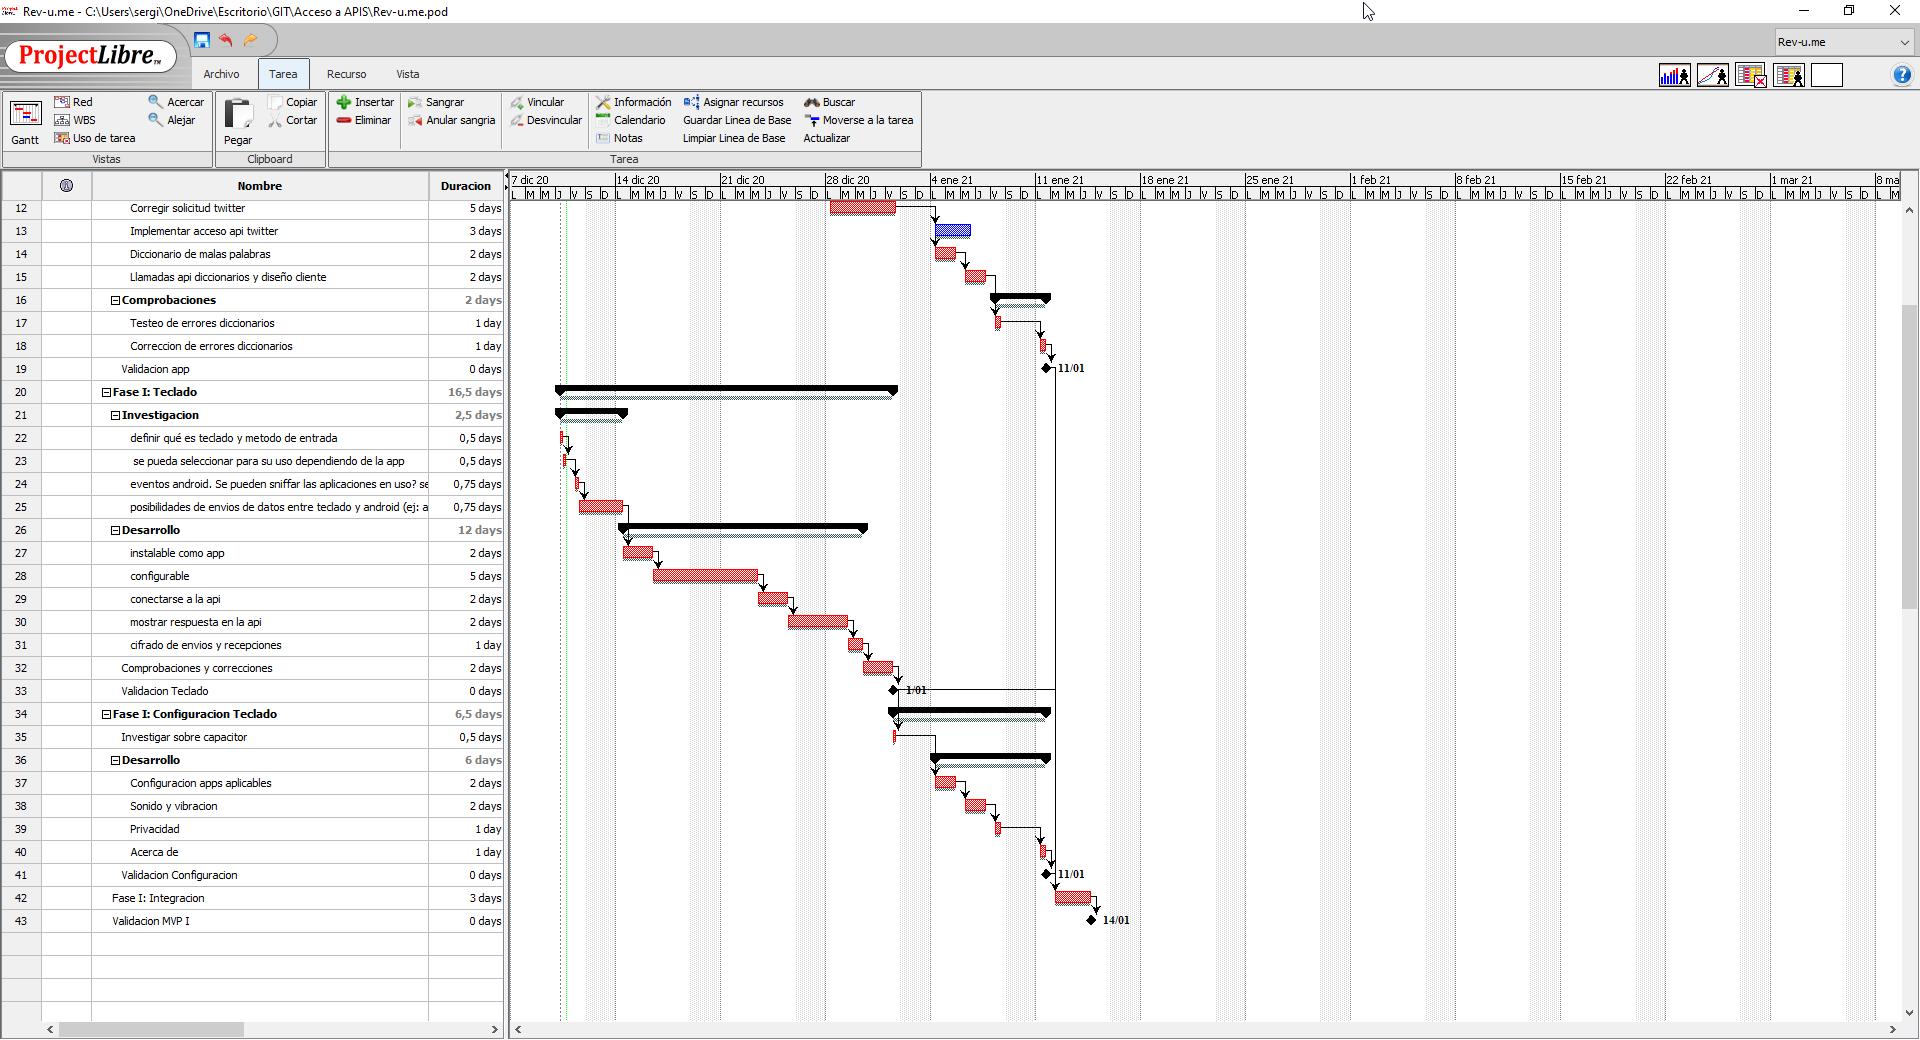 Rev-u.me - C:\Users\sergi\OneDrive\Escritorio\GIT\Acceso a APIS\Rev-u.me.pod
ProjectLibre™
Rev-u.me
Archivo Tarea Recurso Vista
Gantt
Red
WBS
Uso de tarea
Acercar
Alejar
Vistas
Pegar
Copiar
Cortar
Clipboard
Insertar
Eliminar
Sangrar
Anular sangria
Vincular
Desvincular
Información
Calendario
Notas
Asignar recursos
Guardar Linea de Base
Limpiar Linea de Base
Buscar
Moverse a la tarea
Actualizar
Tarea
Nombre Duracion
7 dic 20 14 dic 20 21 dic 20 28 dic 20 4 ene 21 11 ene 21 18 ene 21 25 ene 21 1 feb 21 8 feb 21 15 feb 21 22 feb 21 1 mar 21 8 ma
L M M J V S D L M M J V S D L M M J V S D L M M J V S D L M M J V S D L M M J V S D L M M J V S D L M M J V S D L M M J V S D L M M J V S D L M M J V S D L M M J V S D L M M J V S D L M
12 Corregir solicitud twitter 5 days
13 Implementar acceso api twitter 3 days
14 Diccionario de malas palabras 2 days
15 Llamadas api diccionarios y diseño cliente 2 days
16 Comprobaciones 2 days
17 Testeo de errores diccionarios 1 day
18 Correccion de errores diccionarios 1 day
19 Validacion app 0 days 11/01
20 Fase I: Teclado 16,5 days
21 Investigacion 2,5 days
22 definir qué es teclado y metodo de entrada 0,5 days
23 se pueda seleccionar para su uso dependiendo de la app 0,5 days
24 eventos android. Se pueden sniffar las aplicaciones en uso? se 0,75 days
25 posibilidades de envios de datos entre teclado y android (ej: a 0,75 days
26 Desarrollo 12 days
27 instalable como app 2 days
28 configurable 5 days
29 conectarse a la api 2 days
30 mostrar respuesta en la api 2 days
31 cifrado de envios y recepciones 1 day
32 Comprobaciones y correcciones 2 days
33 Validacion Teclado 0 days 1/01
34 Fase I: Configuracion Teclado 6,5 days
35 Investigar sobre capacitor 0,5 days
36 Desarrollo 6 days
37 Configuracion apps aplicables 2 days
38 Sonido y vibracion 2 days
39 Privacidad 1 day
40 Acerca de 1 day
41 Validacion Configuracion 0 days 11/01
42 Fase I: Integracion 3 days
43 Validacion MVP I 0 days 14/01